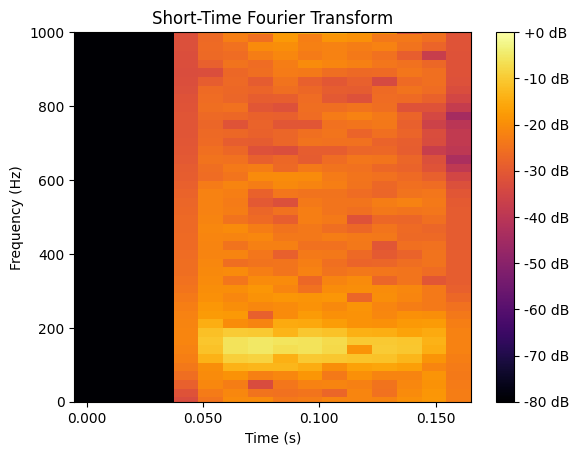 Short-Time Fourier Transform
1000
800
600
400
200
0
Frequency (Hz)
0.000
0.050
0.100
0.150
Time (s)
+0 dB
-10 dB
-20 dB
-30 dB
-40 dB
-50 dB
-60 dB
-70 dB
-80 dB